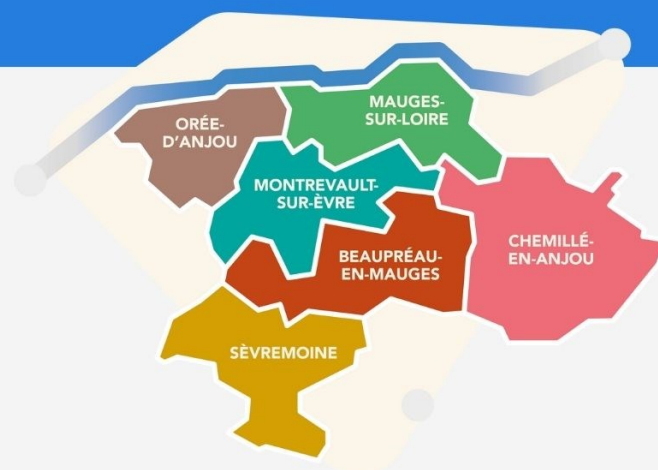 MAUGES-
SUR-LOIRE
ORÉE-
D'ANJOU
MONTREVAULT-
SUR-ÈVRE
CHEMILLÉ-
EN-ANJOU
BEAUPRÉAU-
EN-MAUGES
SÈVREMOINE